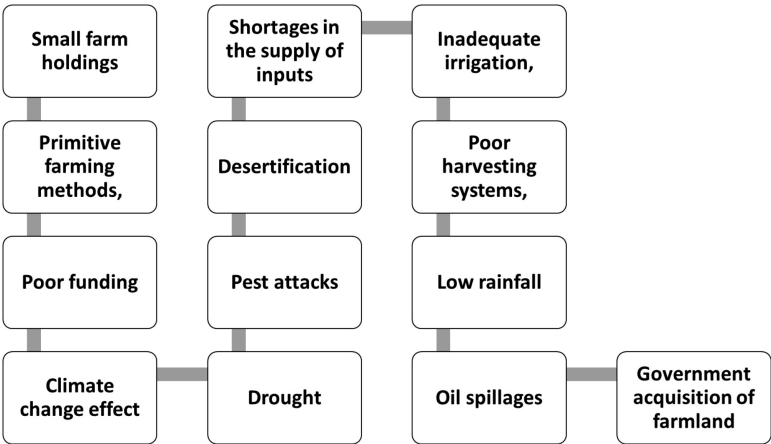 Small farm
holdings
Primitive
farming
methods,
Poor funding
Climate
change effect
Drought
Pest attacks
Desertification
Shortages in
the supply of
inputs
Inadequate
irrigation,
Poor
harvesting
systems,
Low rainfall
Oil spillages
Government
acquisition of
farmland